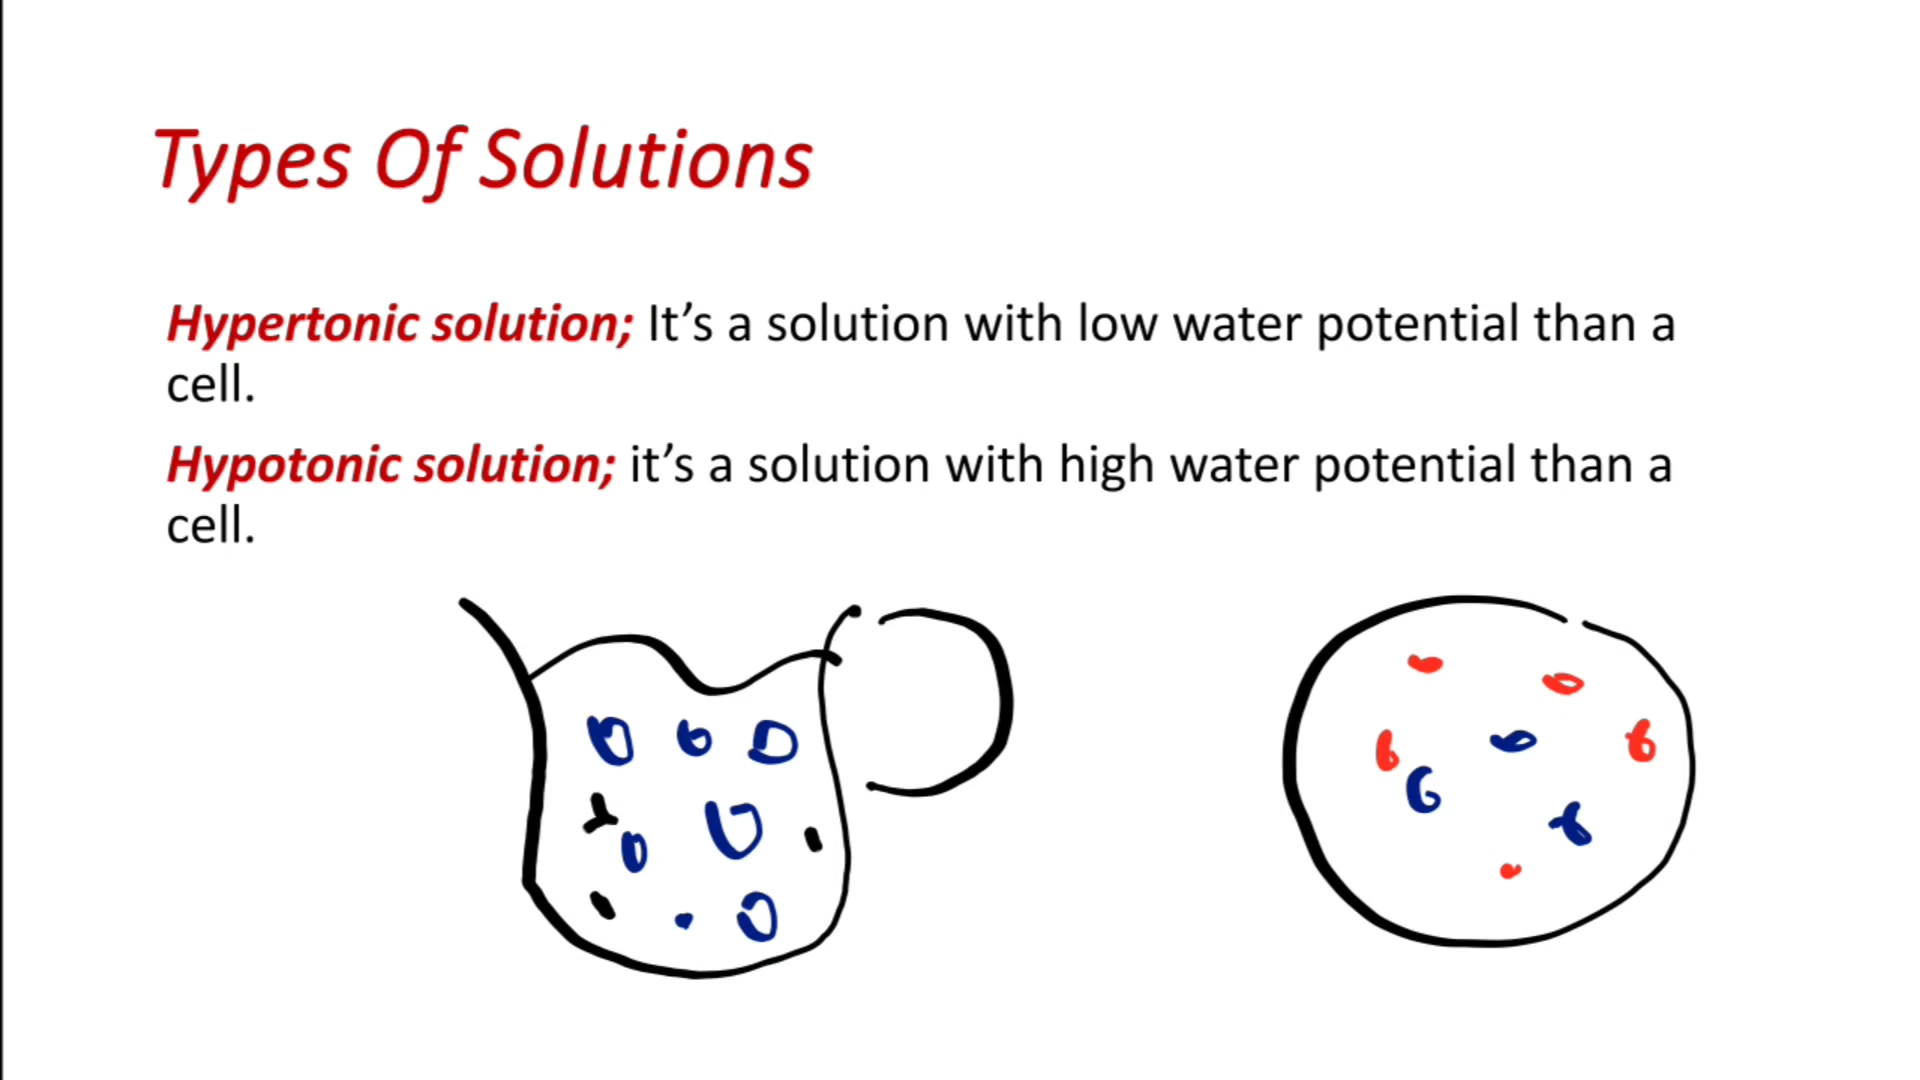 Types Of Solutions
Hypertonic solution; It’s a solution with low water potential than a
cell.
Hypotonic solution; it’s a solution with high water potential than a
cell.